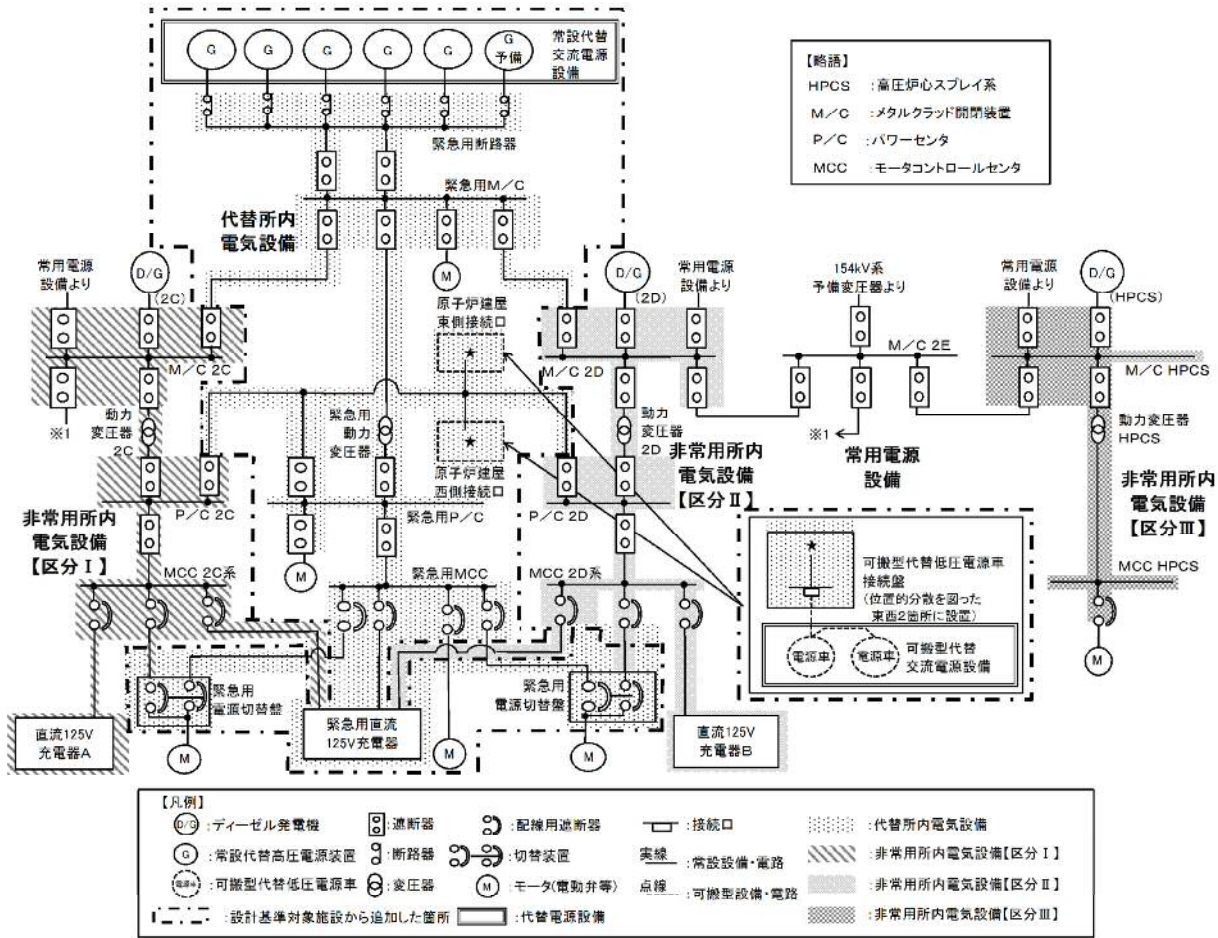 G
G
G
G
G
G
予備
常設代替
交流電源
設備
緊急用断路器
緊急用M/C
代替所内
電気設備
【略語】
HPCS :高圧炉心スプレイ系
M/C :メタルクラッド開閉装置
P/C :パワーセンタ
MCC :モータコントロールセンタ
常用電源
設備より
D/G
(2C)
M
D/G
(2D)
常用電源
設備より
154kV系
予備変圧器より
常用電源
設備より
D/G
(HPCS)
原子炉建屋
東側接続口
★
M/C 2C
M/C 2D
M/C 2E
M/C HPCS
※1
動力
変圧器
2C
緊急用
動力
変圧器
★
原子炉建屋
西側接続口
動力
変圧器
2D
※1
常用電源
設備
動力変圧器
HPCS
非常用所内
電気設備
【区分Ⅱ】
非常用所内
電気設備
【区分Ⅲ】
P/C 2C
緊急用P/C
P/C 2D
非常用所内
電気設備
【区分Ⅰ】
M
MCC 2C系
緊急用MCC
MCC 2D系
MCC HPCS
★
可搬型代替低圧電源車
接続盤
(位置的分散を図った
東西2箇所に設置)
電源車
電源車
可搬型代替
交流電源設備
M
緊急用
電源切替盤
緊急用
電源切替盤
直流125V
充電器A
M
緊急用直流
125V充電器
M
M
直流125V
充電器B
【凡例】
D/G :ディーゼル発電機
:遮断器
:配線用遮断器
:接続口
:代替所内電気設備
G :常設代替高圧電源装置
:断路器
:切替装置
実線 :常設設備・電路
:非常用所内電気設備【区分Ⅰ】
電源車 :可搬型代替低圧電源車
:変圧器
M :モータ(電動弁等)
点線 :可搬型設備・電路
:非常用所内電気設備【区分Ⅱ】
:設計基準対象施設から追加した箇所
:代替電源設備
:非常用所内電気設備【区分Ⅲ】